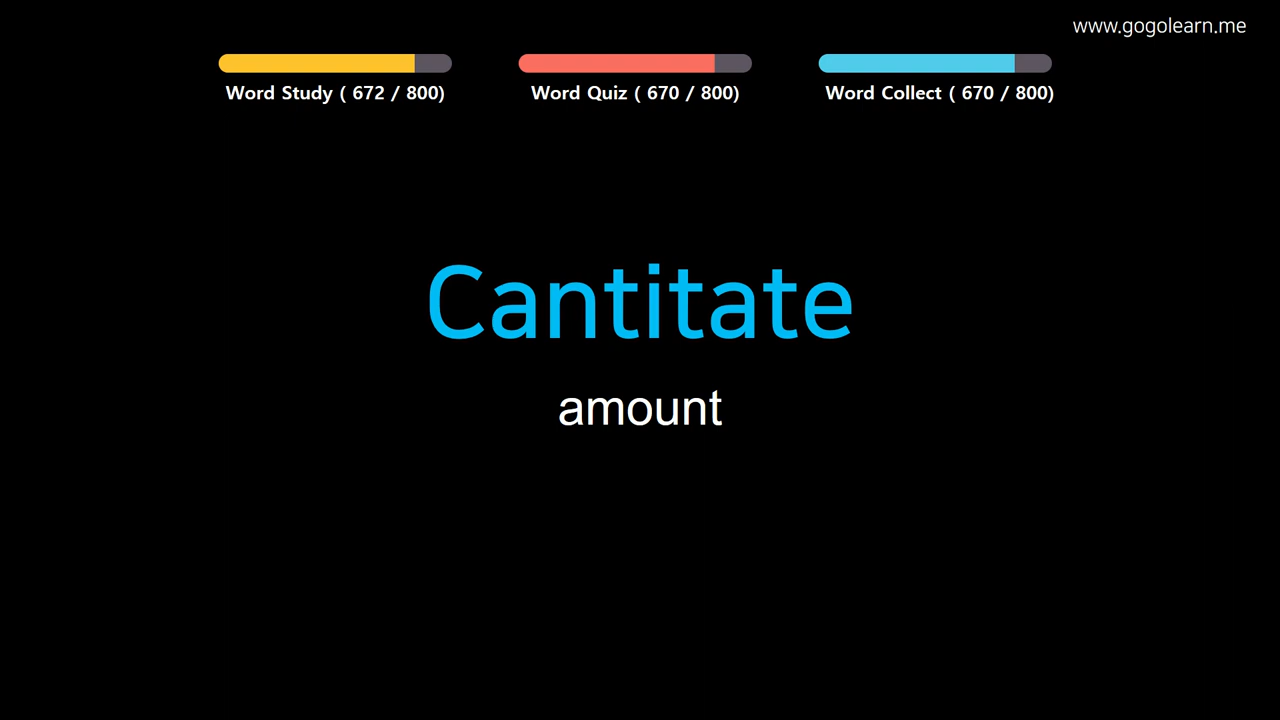 www.gogolearn.me
Word Study ( 672 / 800)
Word Quiz ( 670 / 800)
Word Collect ( 670 / 800)
Cantitate
amount